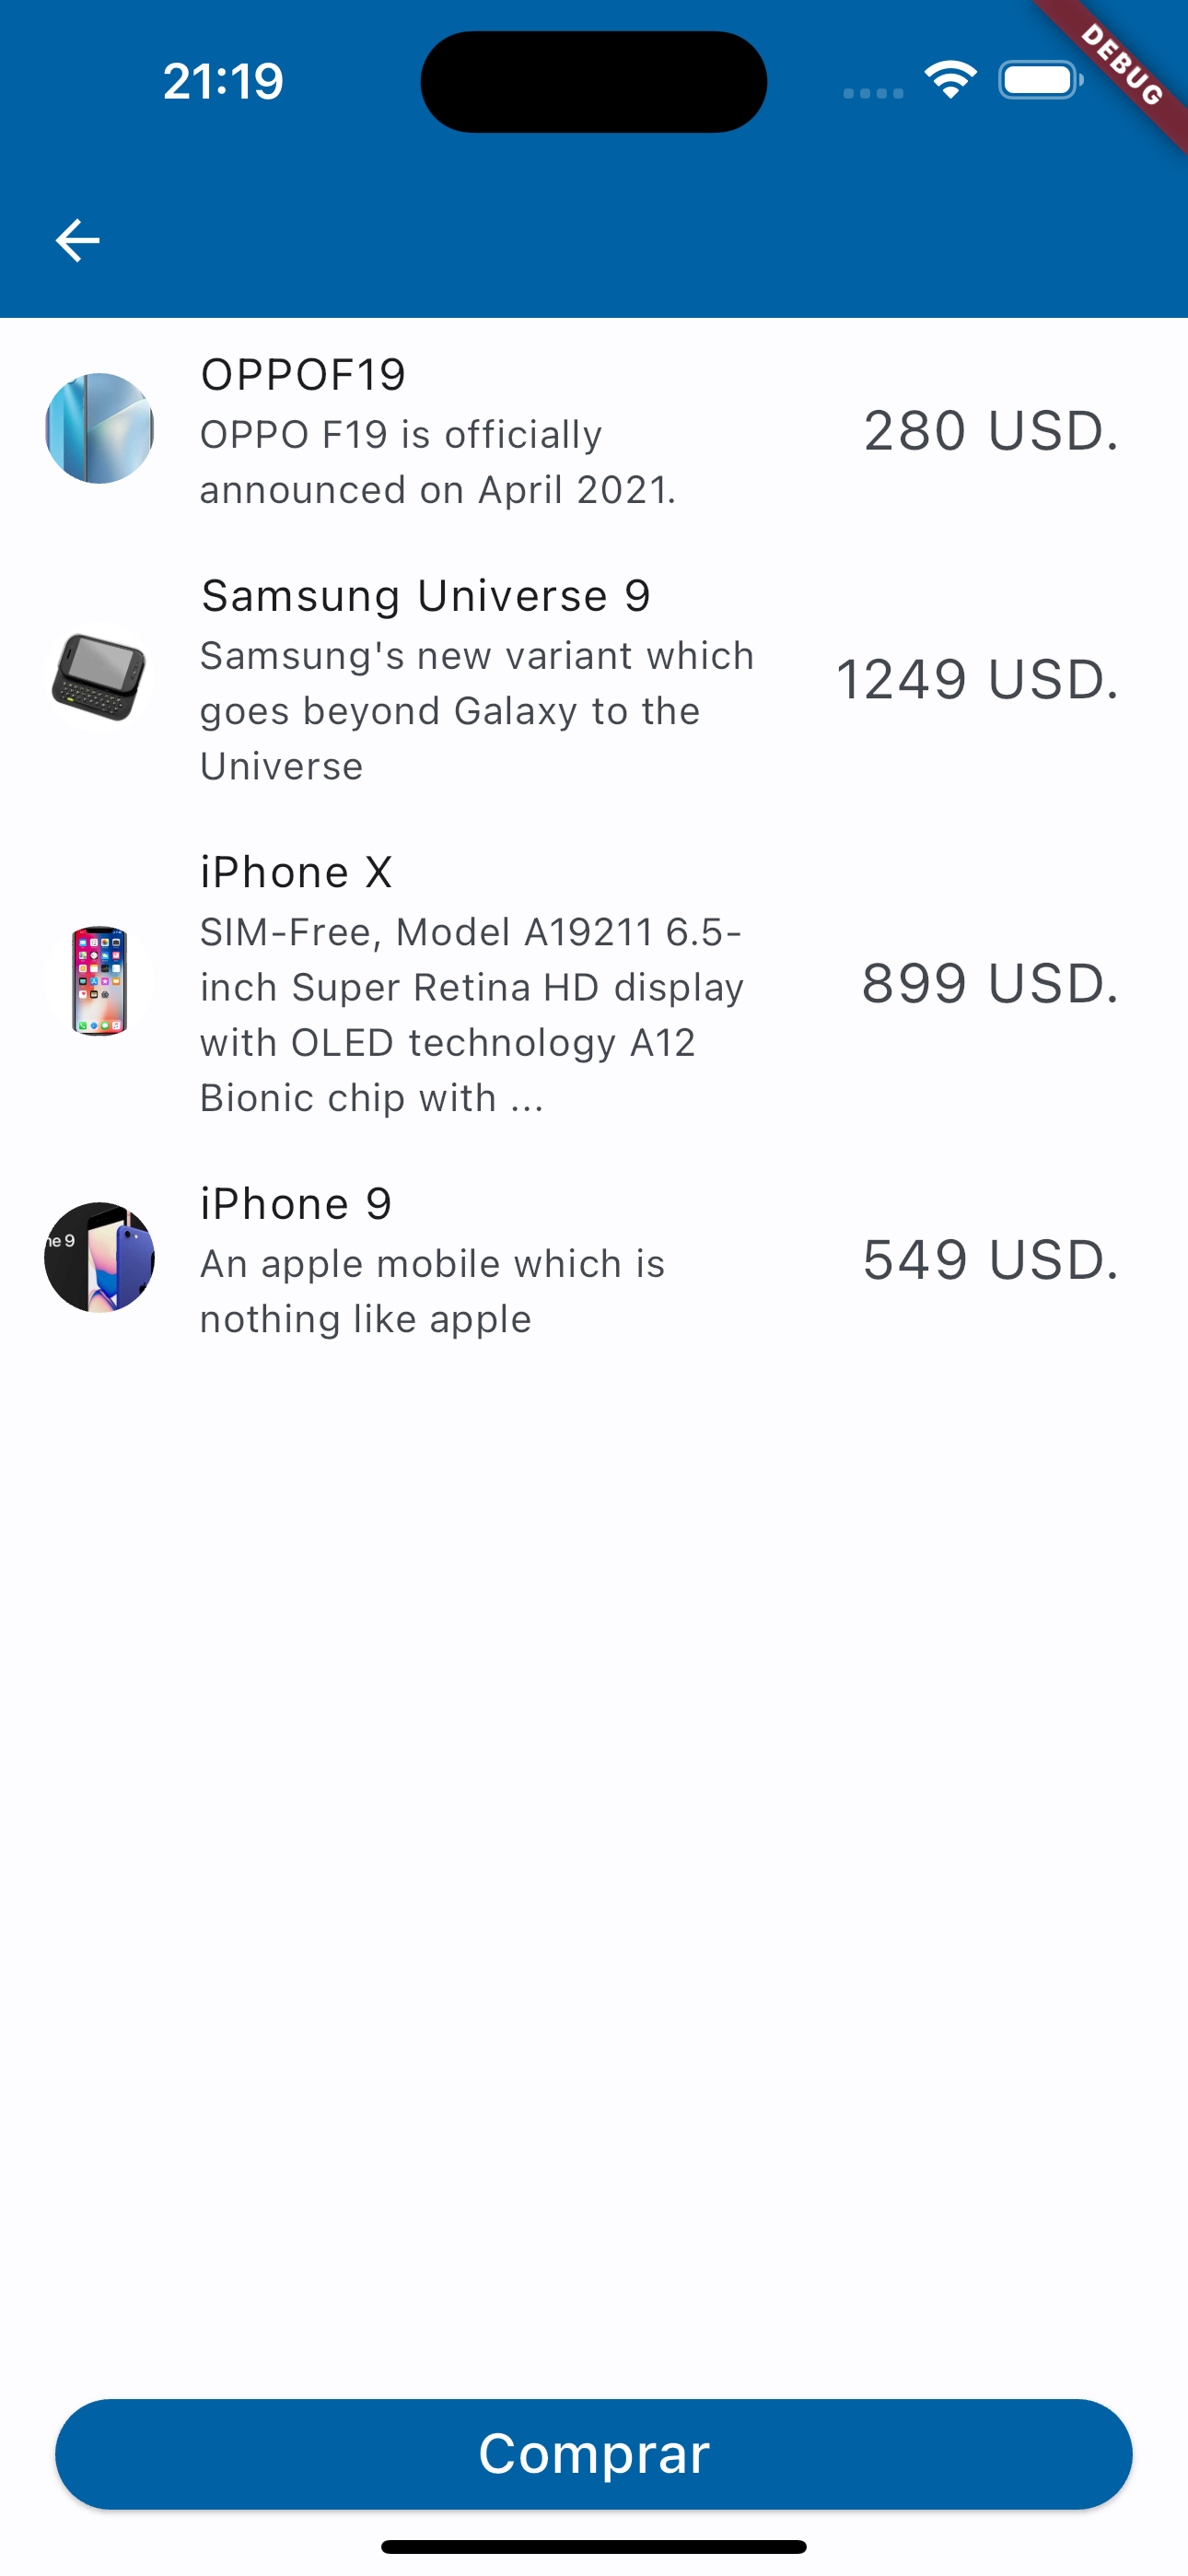 21:19
DEBUG
OPPOF19
OPPO F19 is officially
announced on April 2021.
280 USD.
Samsung Universe 9
Samsung's new variant which
goes beyond Galaxy to the
Universe
1249 USD.
iPhone X
SIM-Free, Model A19211 6.5-
inch Super Retina HD display
with OLED technology A12
Bionic chip with ...
899 USD.
ne 9
iPhone 9
An apple mobile which is
nothing like apple
549 USD.
Comprar